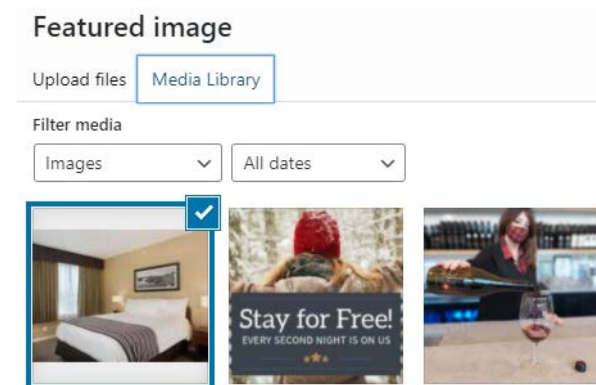 Featured image
Upload files Media Library
Filter media
Images All dates
Stay for Free!
EVERY SECOND NIGHT IS ON US